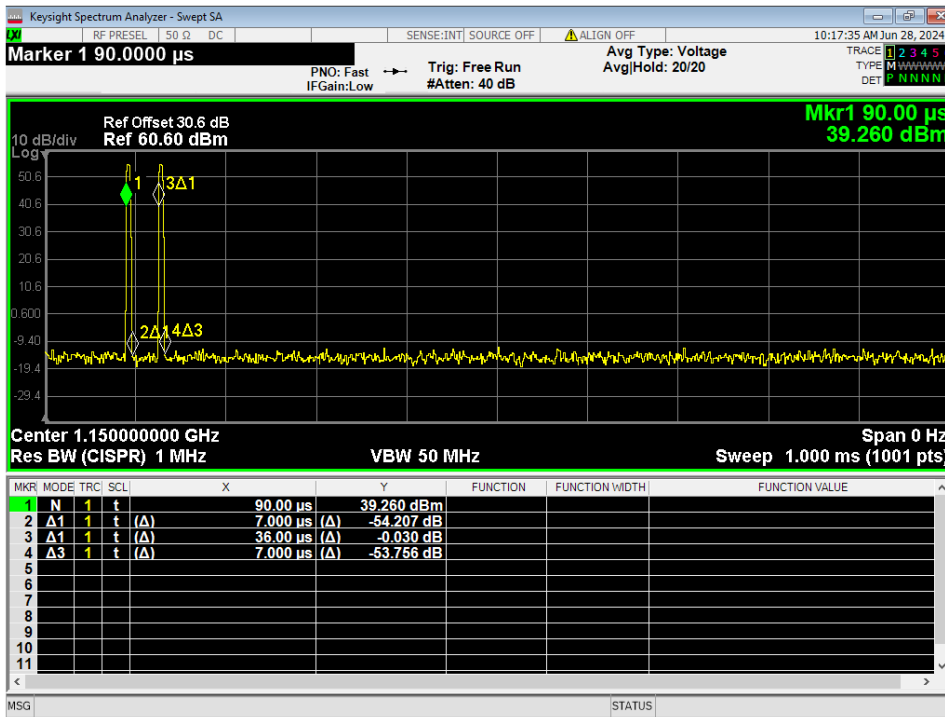 Keysight Spectrum Analyzer - Swept SA
LXI RF PRESEL 50 Ω DC SENSE:INT SOURCE OFF ALIGN OFF 10:17:35 AM Jun 28, 2024
Marker 1 90.0000 µs
PNO: Fast
IFGain:Low
Trig: Free Run
#Atten: 40 dB
Avg Type: Voltage
Avg|Hold: 20/20
TRACE 1 2 3 4 5
TYPE M WWWWW
DET P N N N N
Mkr1 90.00 µs
39.260 dBm
Ref Offset 30.6 dB
10 dB/div Ref 60.60 dBm
Log
50.6
40.6
30.6
20.6
10.6
0.600
-9.40
-19.4
-29.4
1
3Δ1
2Δ1
4Δ3
Center 1.150000000 GHz Span 0 Hz
Res BW (CISPR) 1 MHz VBW 50 MHz Sweep 1.000 ms (1001 pts)
MKR MODE TRC SCL X Y FUNCTION FUNCTION WIDTH FUNCTION VALUE
1 N 1 t 90.00 µs 39.260 dBm
2 Δ1 1 t (Δ) 7.000 µs (Δ) -54.207 dB
3 Δ1 1 t (Δ) 36.00 µs (Δ) -0.030 dB
4 Δ3 1 t (Δ) 7.000 µs (Δ) -53.756 dB
5
6
7
8
9
10
11
MSG STATUS